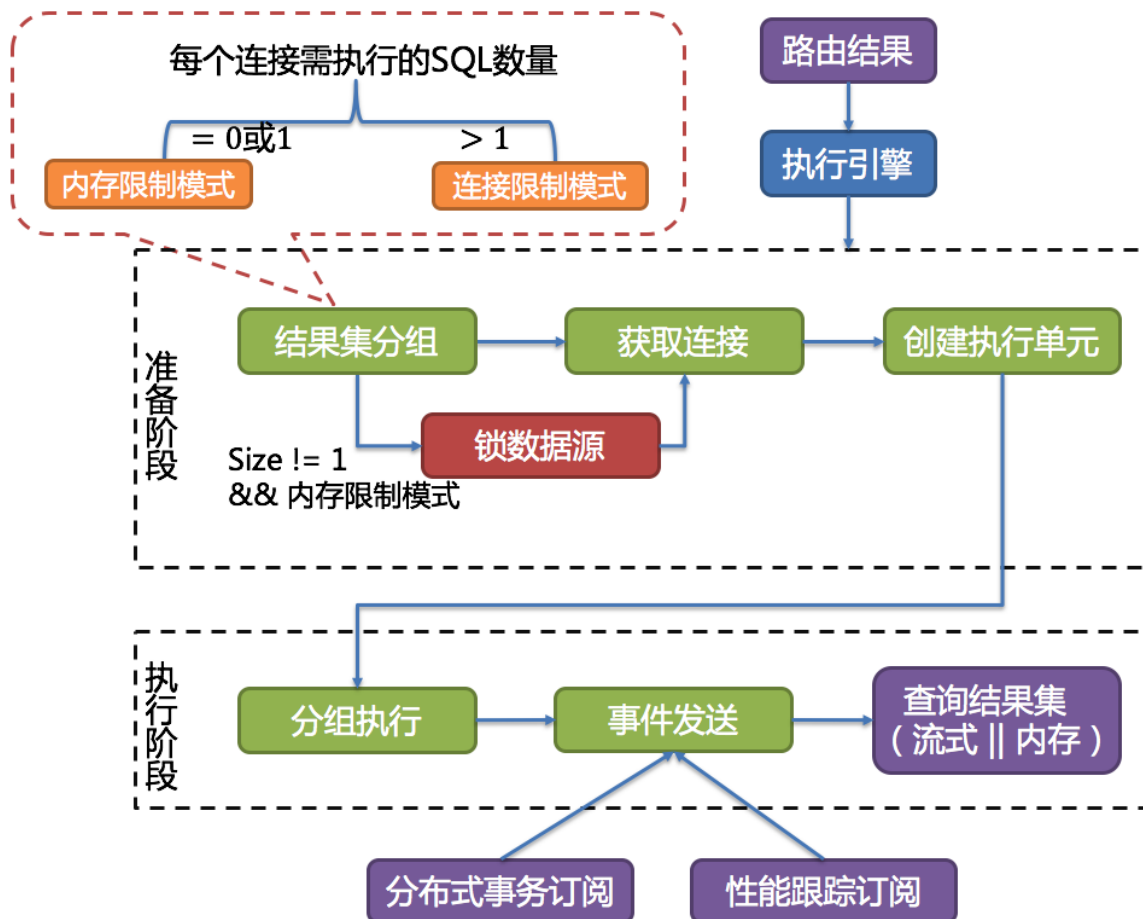 每个连接需执行的SQL数量
= 0或1
> 1
内存限制模式
连接限制模式
路由结果
执行引擎
准备阶段
结果集分组
获取连接
创建执行单元
锁数据源
Size != 1
&& 内存限制模式
执行阶段
分组执行
事件发送
查询结果集
（ 流式 || 内存 ）
分布式事务订阅
性能跟踪订阅